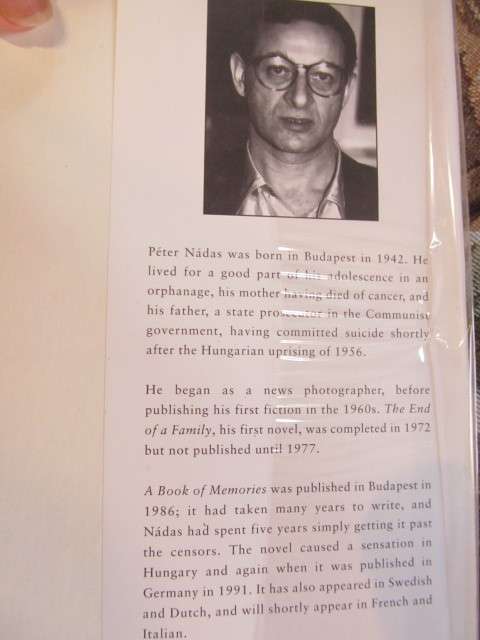 Péter Nádas was born in Budapest in 1942. He
lived for a good part of his adolescence in an
orphanage, his mother having died of cancer, and
his father, a state prosecutor in the Communist
government, having committed suicide shortly
after the Hungarian uprising of 1956.
He began as a news photographer, before
publishing his first fiction in the 1960s. The End
of a Family, his first novel, was completed in 1972
but not published until 1977.
A Book of Memories was published in Budapest in
1986; it had taken many years to write, and
Nádas had spent five years simply getting it past
the censors. The novel caused a sensation in
Hungary and again when it was published in
Germany in 1991. It has also appeared in Swedish
and Dutch, and will shortly appear in French and
Italian.